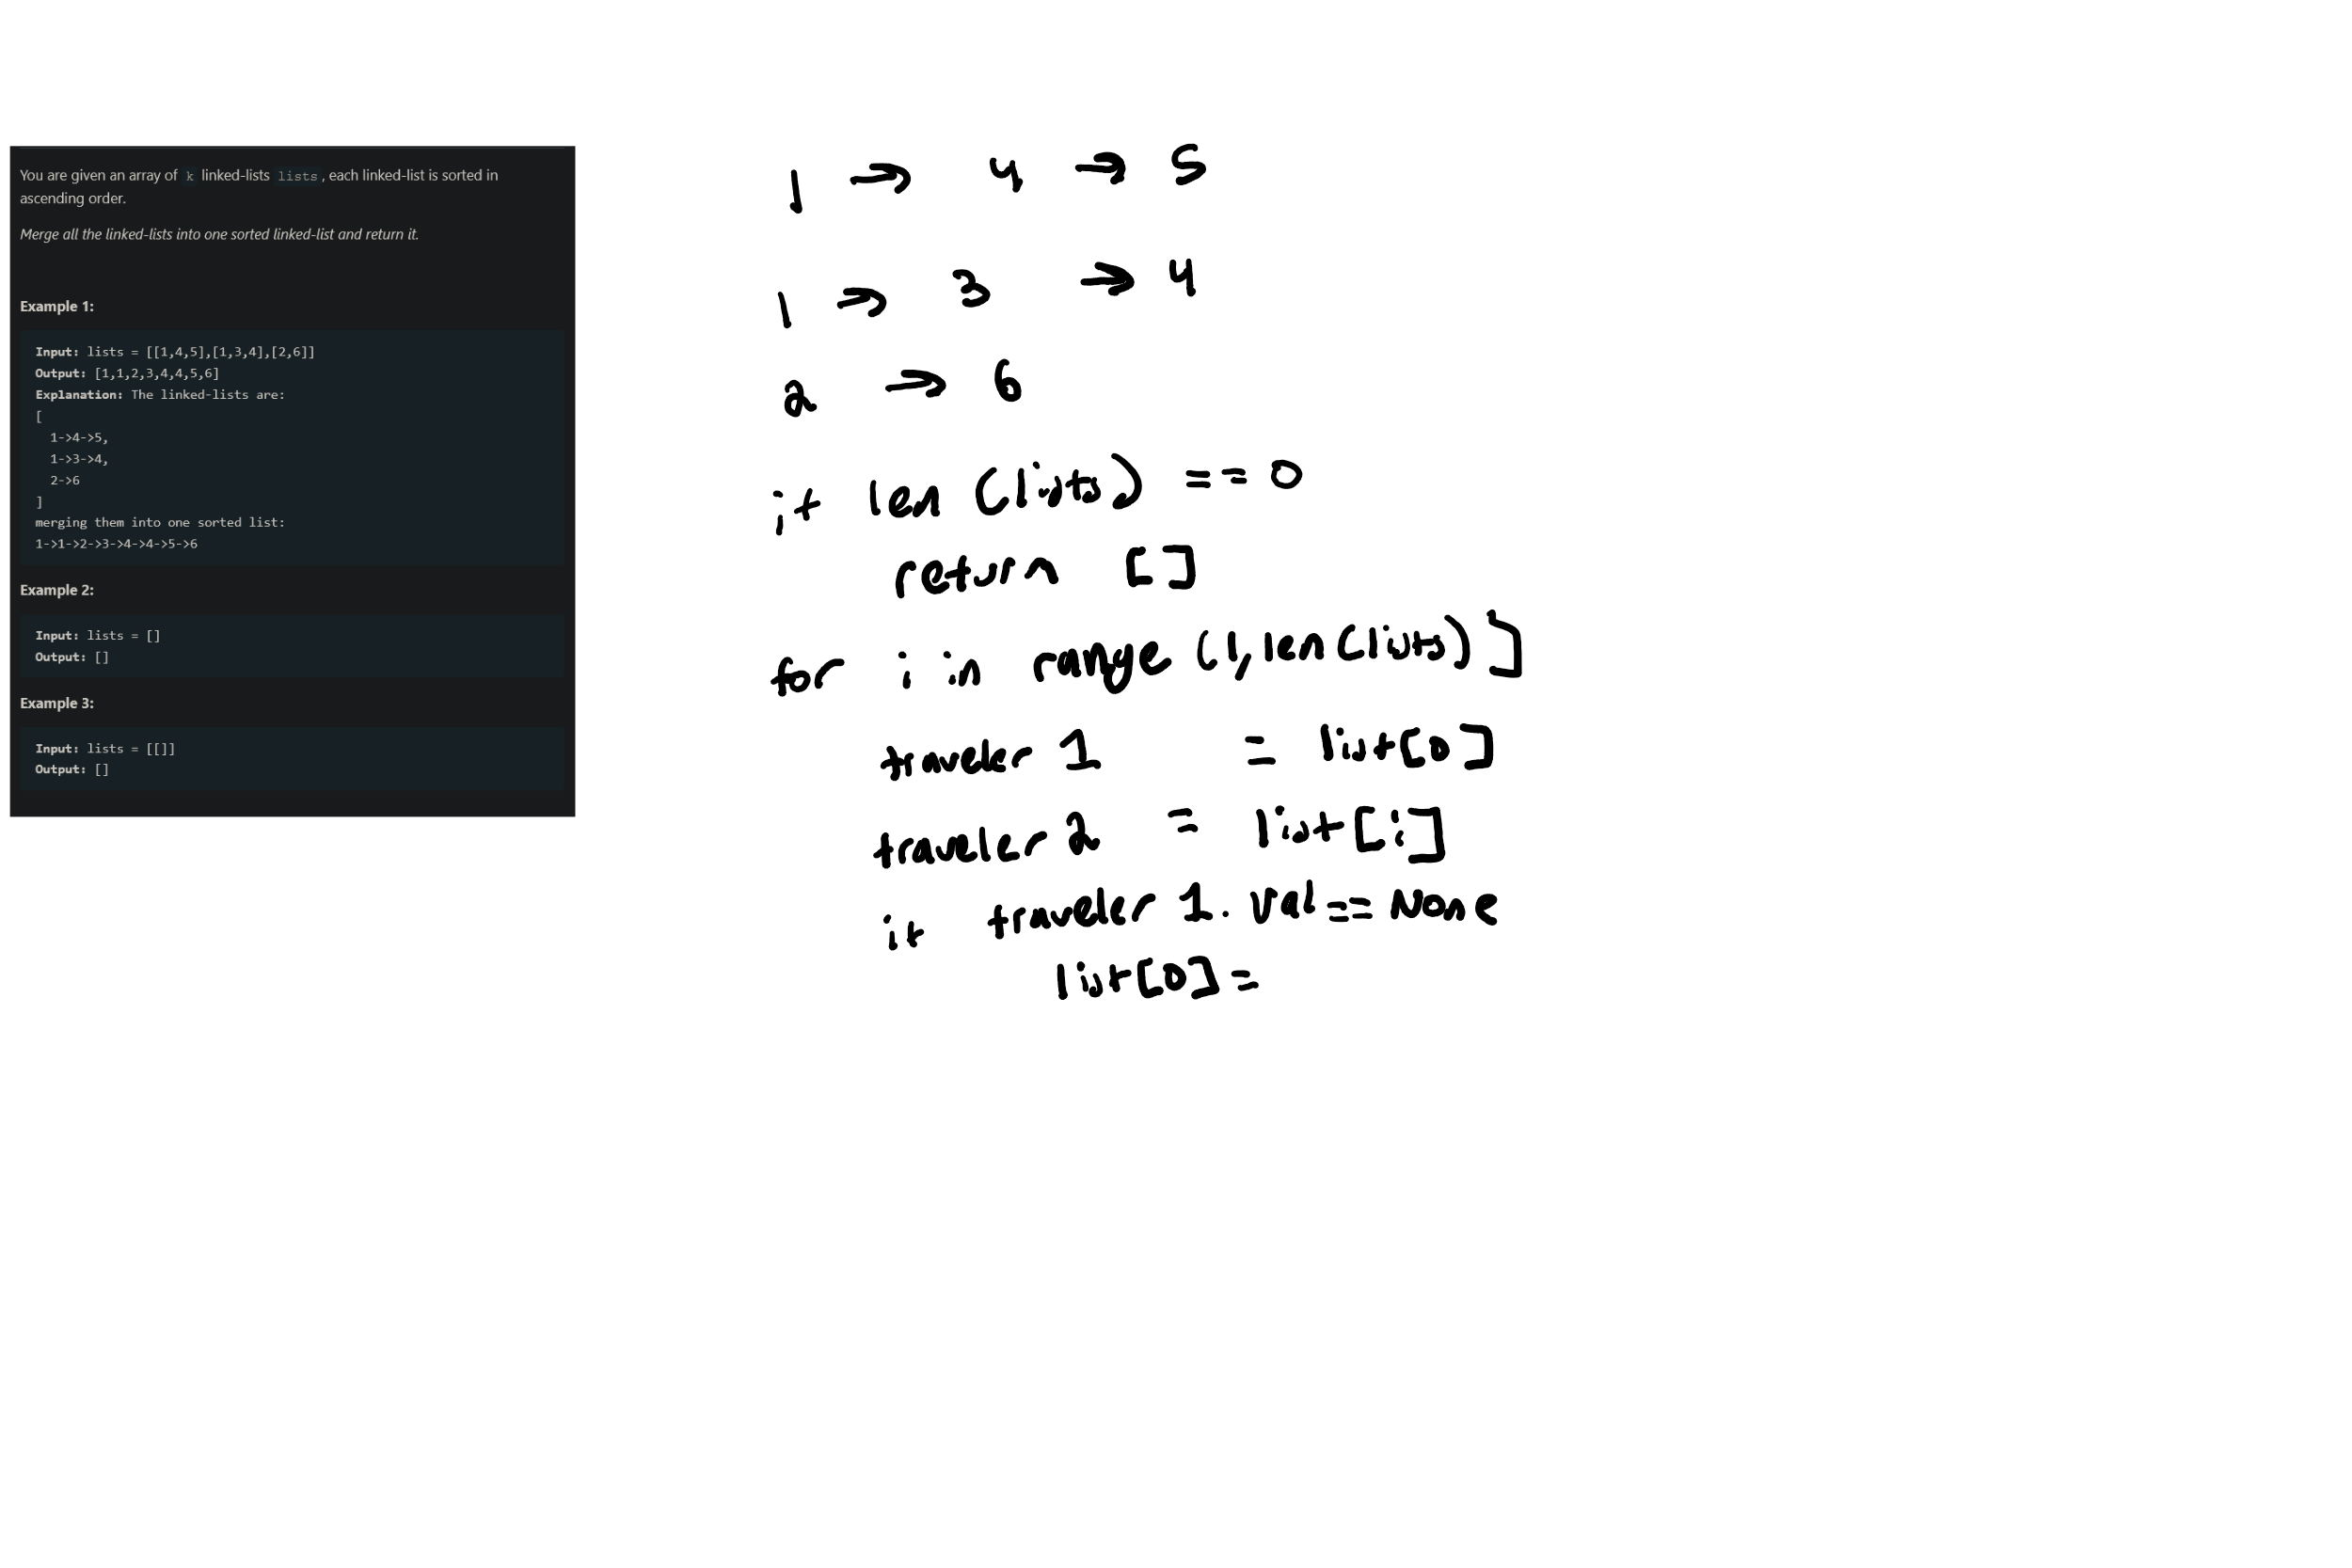 You are given an array of k linked-lists lists, each linked-list is sorted in
ascending order.
Merge all the linked-lists into one sorted linked-list and return it.
Example 1:
Input: lists = [[1,4,5],[1,3,4],[2,6]]
Output: [1,1,2,3,4,4,5,6]
Explanation: The linked-lists are:
[
1->4->5,
1->3->4,
2->6
]
merging them into one sorted list:
1->1->2->3->4->4->5->6
Example 2:
Input: lists = []
Output: []
Example 3:
Input: lists = [[]]
Output: []
1 → 4 → 5
1 → 3 → 4
2 → 6
if len (lists) == 0
return []
for i in range (1, len(lists)]
traveler 1 = list[0]
traveler 2 = list[i]
if traveler 1. val == None
list[0] =